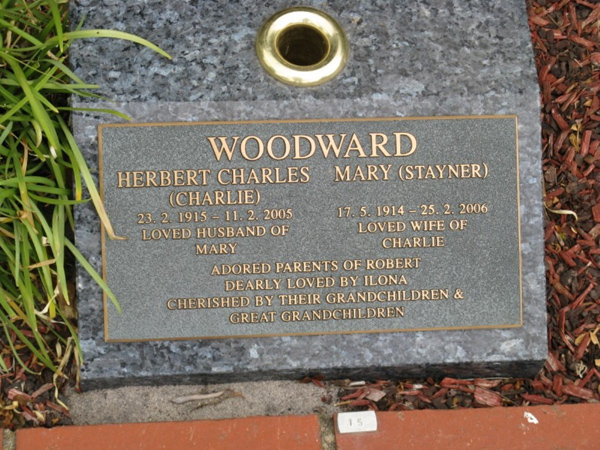 WOODWARD
HERBERT CHARLES
(CHARLIE)
23. 2. 1915 – 11. 2. 2005
LOVED HUSBAND OF
MARY
MARY (STAYNER)
17. 5. 1914 – 25. 2. 2006
LOVED WIFE OF
CHARLIE
ADORED PARENTS OF ROBERT
DEARLY LOVED BY ILONA
CHERISHED BY THEIR GRANDCHILDREN &
GREAT GRANDCHILDREN
15